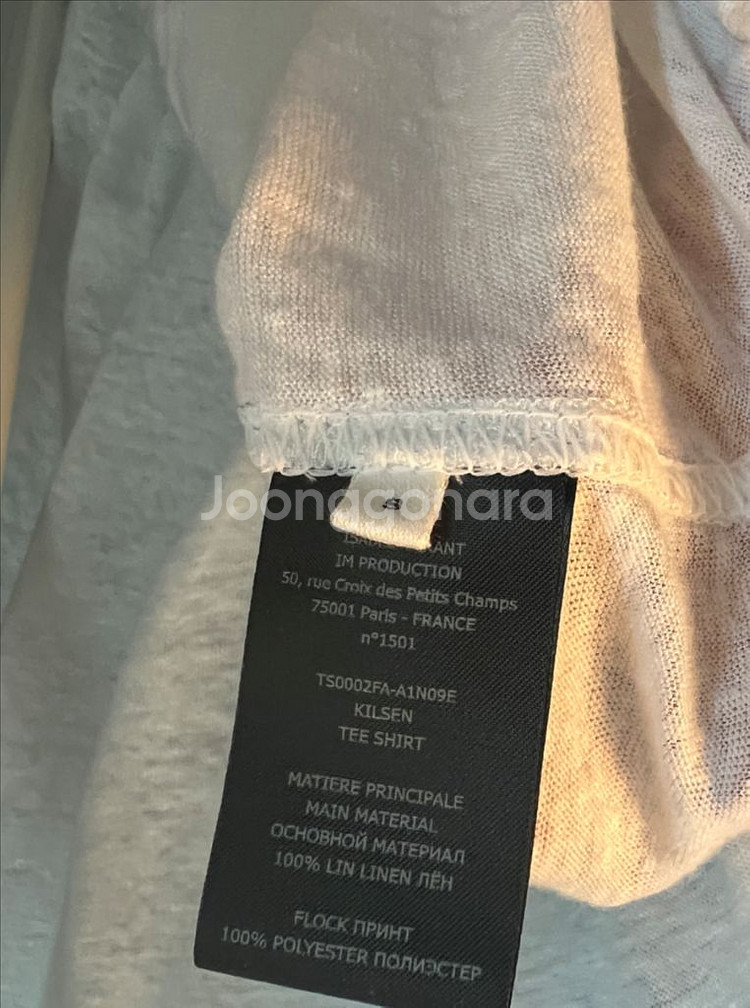 Joonggonara
IM PRODUCTION
50, rue Croix des Petits Champs
75001 Paris - FRANCE
n°1501
TS0002FA-A1N09E
KILSEN
TEE SHIRT
MATIERE PRINCIPALE
MAIN MATERIAL
ОСНОВНОЙ МАТЕРИАЛ
100% LIN LINEN ЛЁН
FLOCK ПРИНТ
100% POLYESTER ПОЛИЭСТЕР